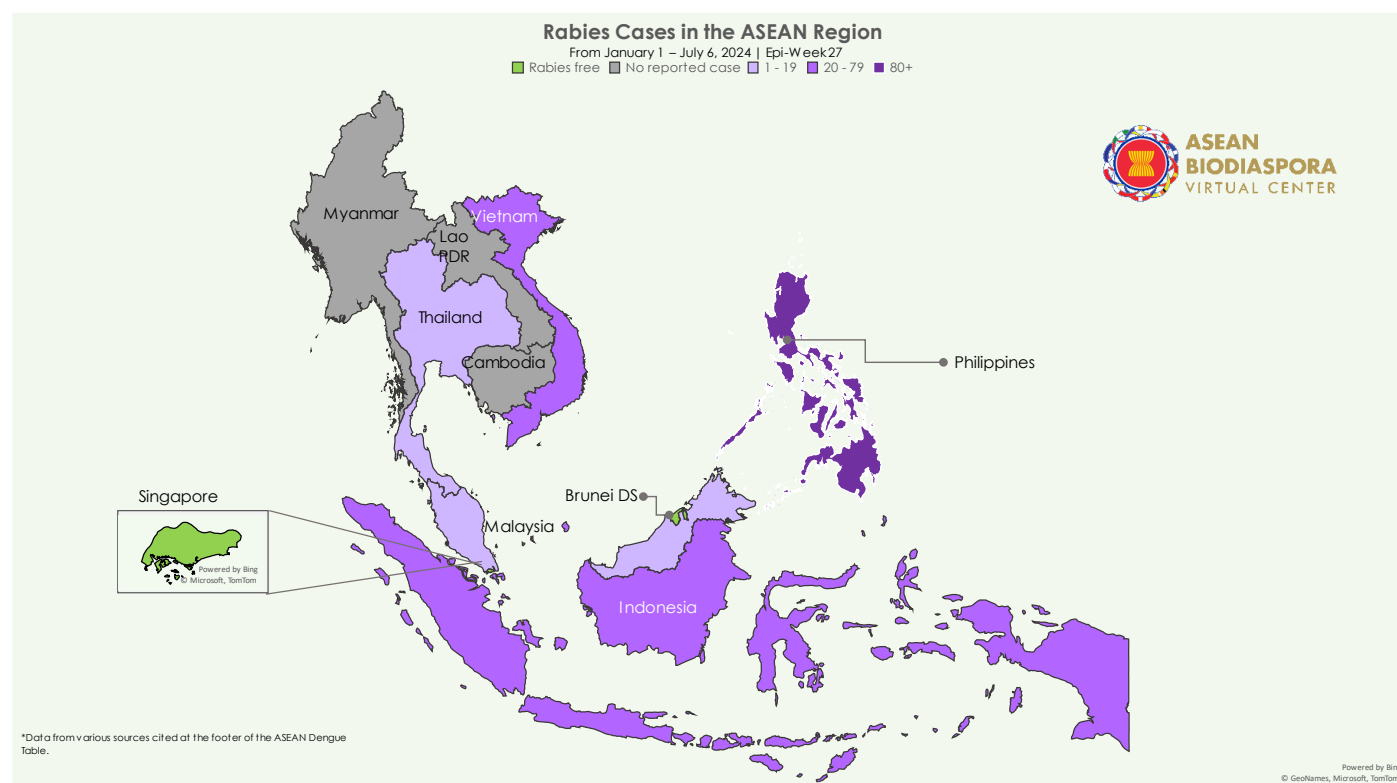 Rabies Cases in the ASEAN Region
From January 1 – July 6, 2024 | Epi-Week27
Rabies free No reported case 1 - 19 20 - 79 80+
ASEAN
BIODIASPORA
VIRTUAL CENTER
Myanmar
Vietnam
Lao
PDR
Thailand
Cambodia
Philippines
Singapore
Brunei DS
Malaysia
Powered by Bing
© Microsoft, TomTom
Indonesia
*Data from various sources cited at the footer of the ASEAN Dengue
Table.
Powered by Bin
© GeoNames, Microsoft, TomTom